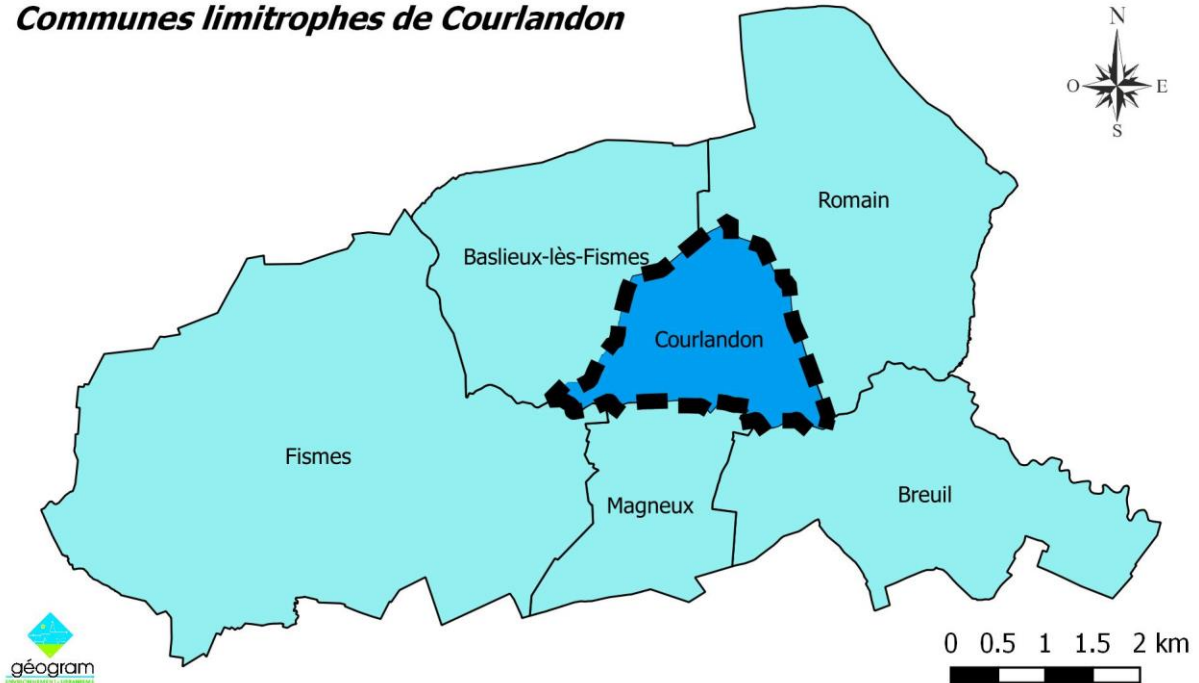 Communes limitrophes de Courlandon
N
O E
S
Romain
Baslieux-lès-Fismes
Courlandon
Fismes
Magneux
Breuil
0 0.5 1 1.5 2 km
géogram